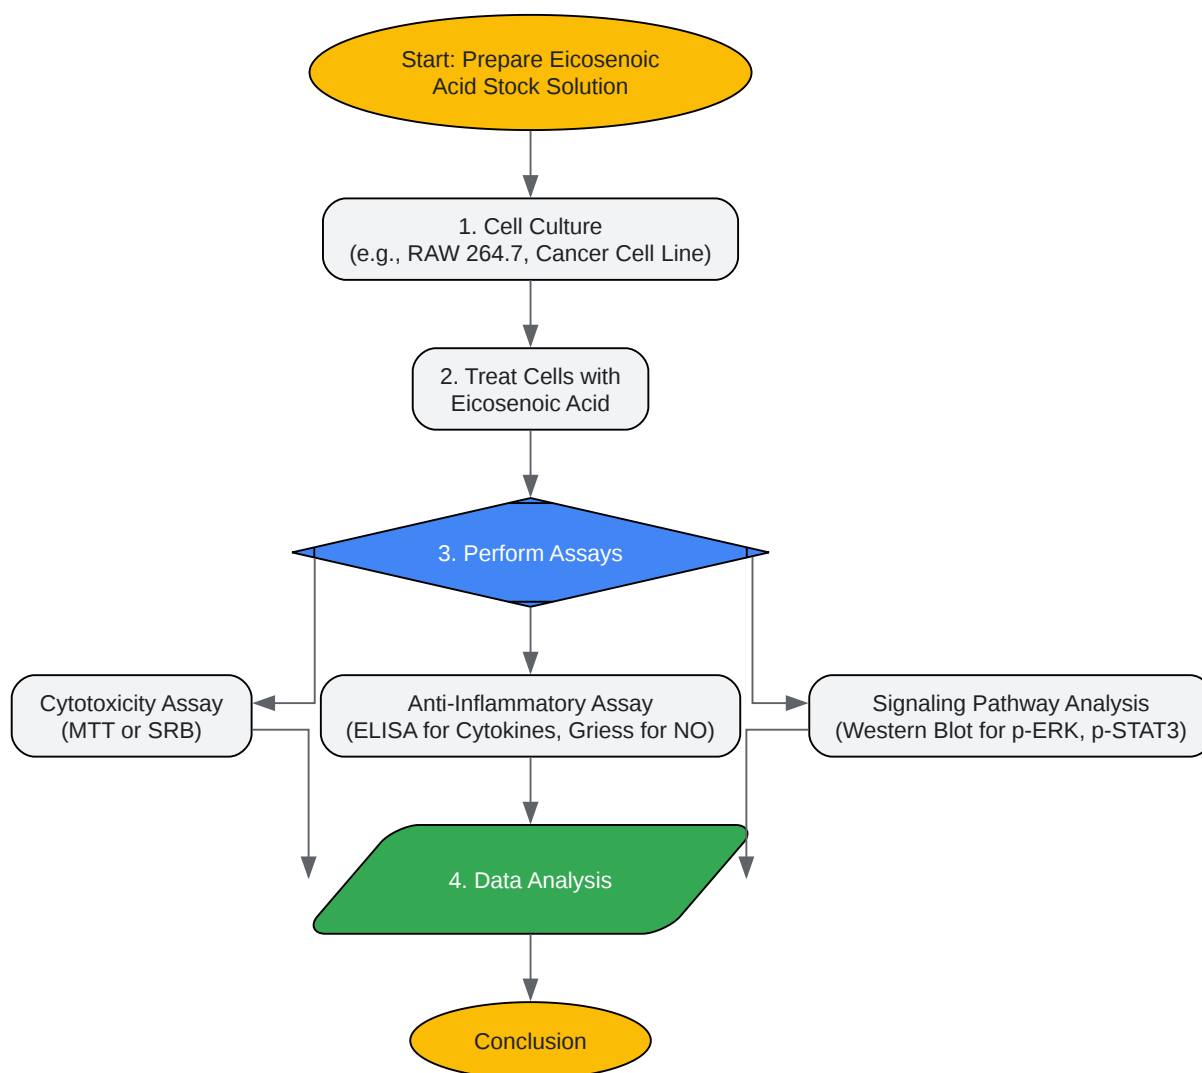 Start: Prepare Eicosenoic
Acid Stock Solution
1. Cell Culture
(e.g., RAW 264.7, Cancer Cell Line)
2. Treat Cells with
Eicosenoic Acid
3. Perform Assays
Cytotoxicity Assay
(MTT or SRB)
Anti-Inflammatory Assay
(ELISA for Cytokines, Griess for NO)
Signaling Pathway Analysis
(Western Blot for p-ERK, p-STAT3)
4. Data Analysis
Conclusion